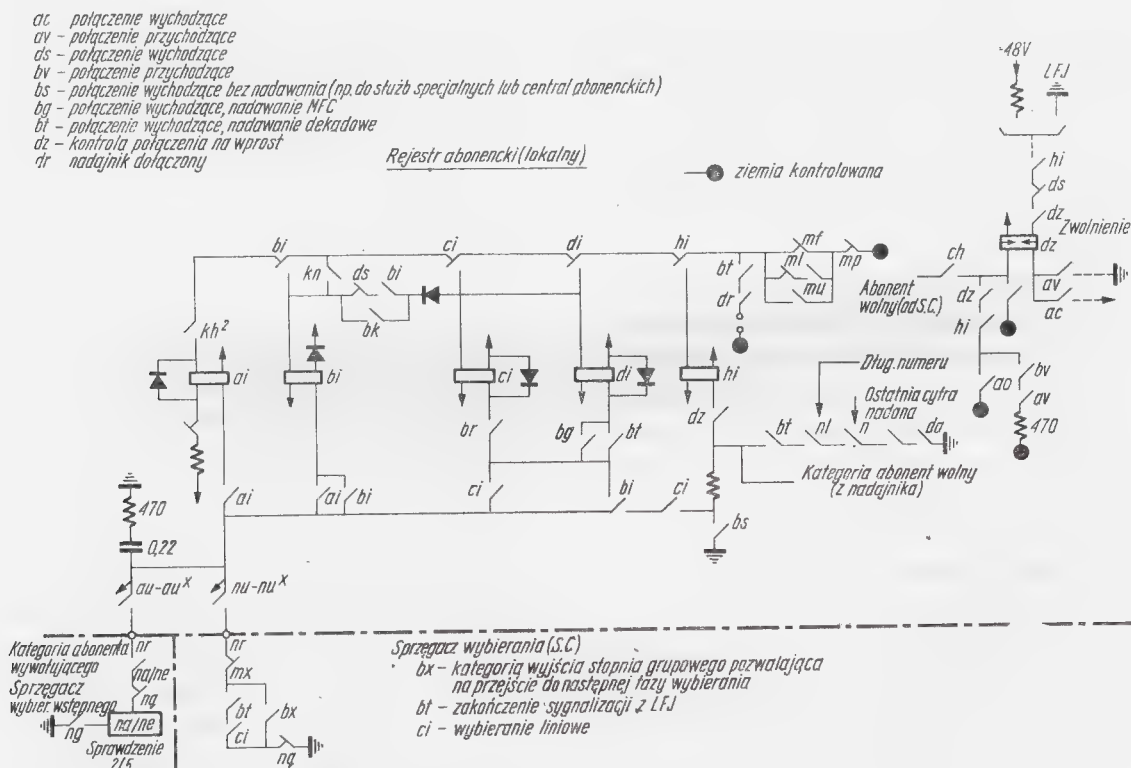 ac połączenie wychodzące
av – połączenie przychodzące
ds – połączenie wychodzące
bv – połączenie przychodzące
bs – połączenie wychodzące bez nadawania (np. do służb specjalnych lub central abonenckich)
bg – połączenie wychodzące, nadawanie MFC
bt – połączenie wychodzące, nadawanie dekadowe
dz – kontrola połączenia na wprost
dr nadajnik dołączony
Rejestr abonencki (lokalny)
ziemia kontrolowana
-48V
LFJ
hi
ds
dz
Zwolnienie
dz
bi
ci
di
hi
mf
mp
kn
ds
bi
bk
bt
ml
mu
dr
ch
Abonent wolny (od S.C.)
dz
av
ac
hi
kh²
ai
bi
ci
di
hi
Dług. numeru
Ostatnia cyfra nadana
ao
bv
av
470
br
bg
bt
dz
bt
nl
n
da
Kategoria abonent wolny
(z nadajnika)
470
ai
ai
bi
ci
bi
ci
bs
0,22
au-auˣ
nu-nuˣ
Kategoria abonenta
wywołującego
Sprzęgacz
wybier. wstępnego
nr
na/ne
nq
ng
na/ne
Sprawdzenie
2/5
nr
mx
bt
ci
bx
nq
Sprzęgacz wybierania (S.C)
bx – kategorią wyjścia stopnia grupowego pozwalająca
na przejście do następnej fazy wybierania
bt – zakończenie sygnalizacji z LFJ
ci – wybieranie liniowe